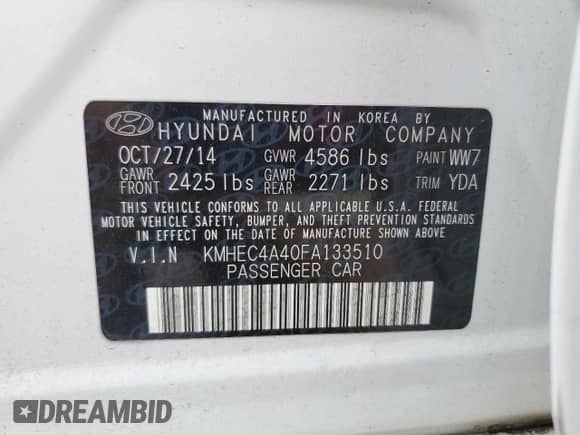 MANUFACTURED IN KOREA BY
HYUNDAI MOTOR COMPANY
OCT/27/14 GVWR 4586 lbs PAINT WW7
GAWR FRONT 2425 lbs GAWR REAR 2271 lbs TRIM YDA
THIS VEHICLE CONFORMS TO ALL APPLICABLE U.S.A. FEDERAL
MOTOR VEHICLE SAFETY, BUMPER, AND THEFT PREVENTION STANDARDS
IN EFFECT ON THE DATE OF MANUFACTURE SHOWN ABOVE.
V.I.N KMHEC4A40FA133510
PASSENGER CAR
DREAMBID